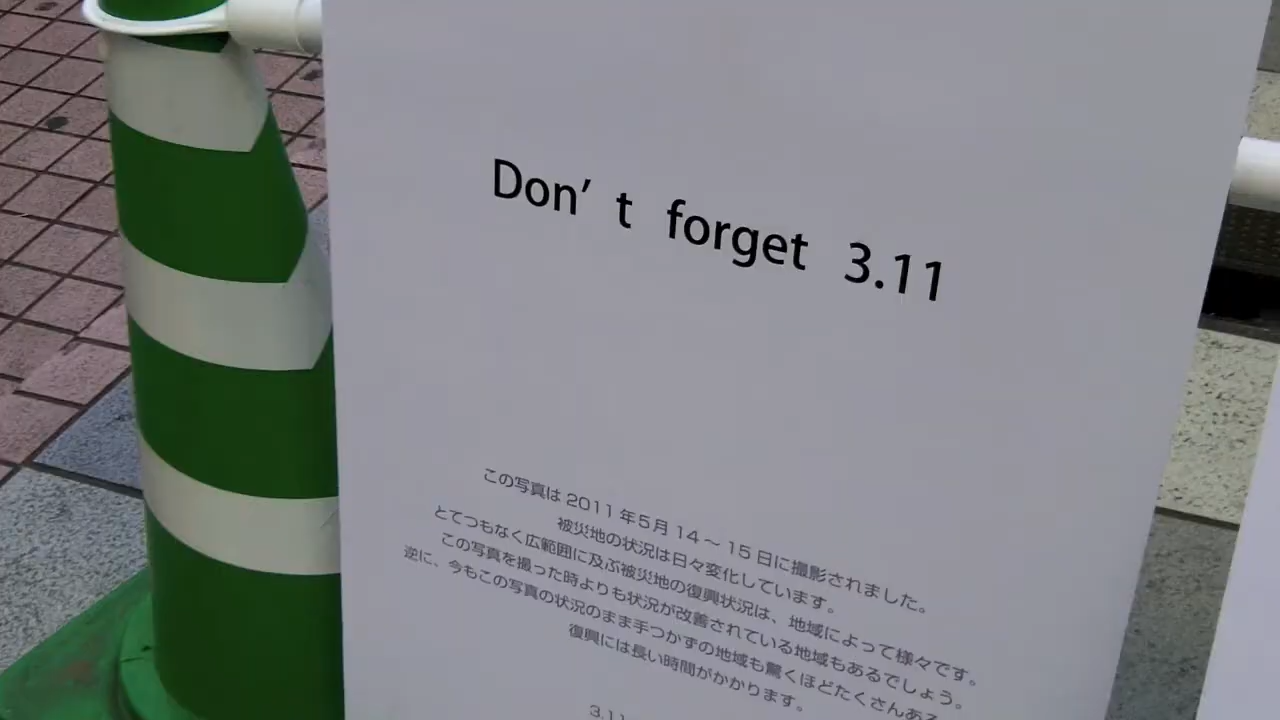 Don't forget 3.11
この写真は 2011 年5月 14 〜 15 日に撮影されました。
被災地の状況は日々変化しています。
とてつもなく広範囲に及ぶ被災地の復興状況は、地域によって様々です。
この写真を撮った時よりも状況が改善されている地域もあるでしょう。
逆に、今もこの写真の状況のまま手つかずの地域も驚くほどたくさんある
復興には長い時間がかかります。
3.11